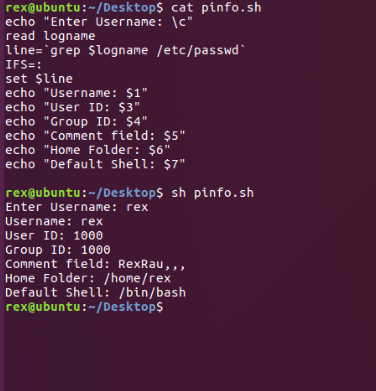 rex@ubuntu:~/Desktop$ cat pinfo.sh
echo "Enter Username: \c"
read logname
line=`grep $logname /etc/passwd`
IFS=:
set $line
echo "Username: $1"
echo "User ID: $3"
echo "Group ID: $4"
echo "Comment field: $5"
echo "Home Folder: $6"
echo "Default Shell: $7"
rex@ubuntu:~/Desktop$ sh pinfo.sh
Enter Username: rex
Username: rex
User ID: 1000
Group ID: 1000
Comment field: RexRau,,,
Home Folder: /home/rex
Default Shell: /bin/bash
rex@ubuntu:~/Desktop$